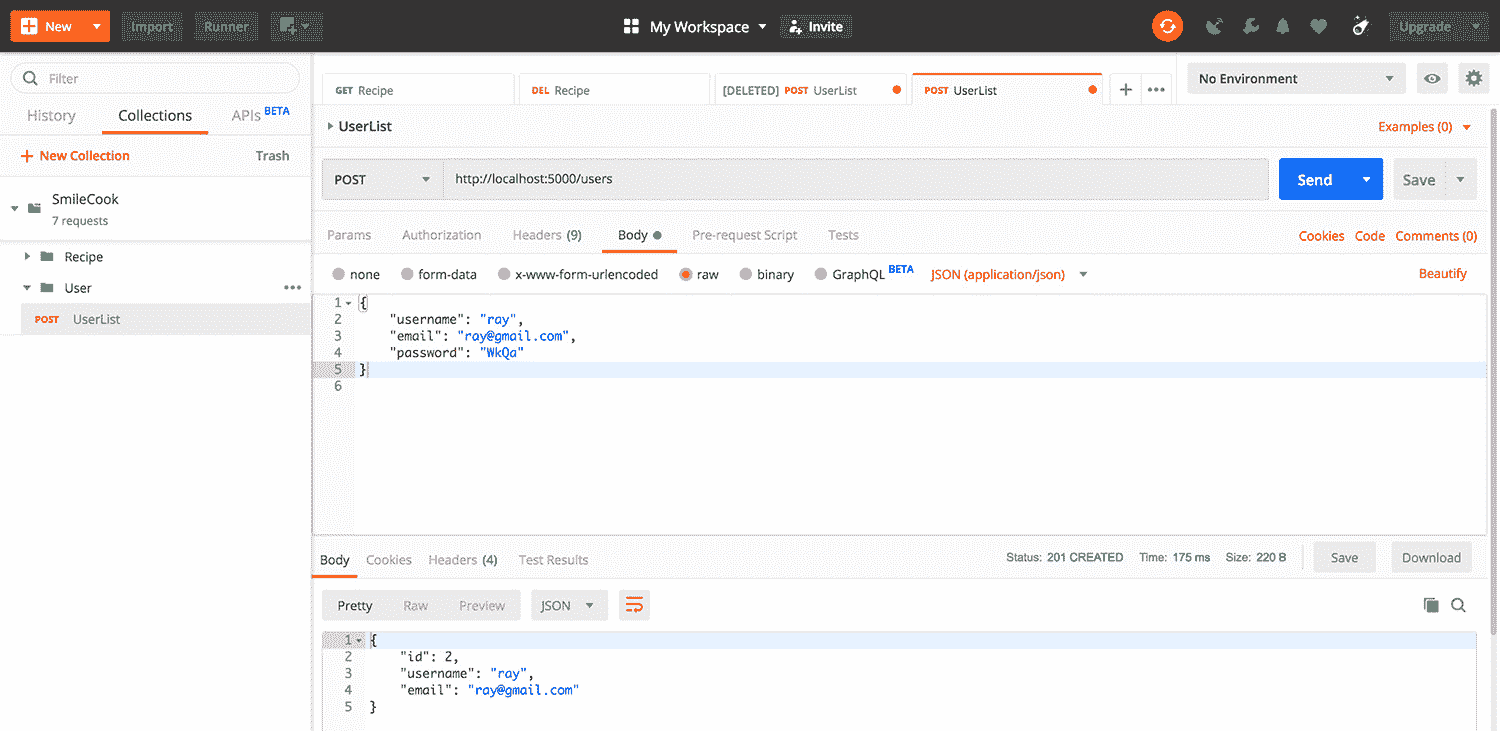 New Import Runner My Workspace Invite Upgrade
Filter
History Collections APIs BETA
New Collection Trash
SmileCook
7 requests
Recipe
User
POST UserList
GET Recipe DEL Recipe [DELETED] POST UserList POST UserList No Environment
UserList Examples (0)
POST http://localhost:5000/users Send Save
Params Authorization Headers (9) Body Pre-request Script Tests Cookies Code Comments (0)
none form-data x-www-form-urlencoded raw binary GraphQL BETA JSON (application/json) Beautify
1 {
2 "username": "ray",
3 "email": "ray@gmail.com",
4 "password": "WkQa"
5 }
6
Body Cookies Headers (4) Test Results Status: 201 CREATED Time: 175 ms Size: 220 B Save Download
Pretty Raw Preview JSON
1 {
2 "id": 2,
3 "username": "ray",
4 "email": "ray@gmail.com"
5 }